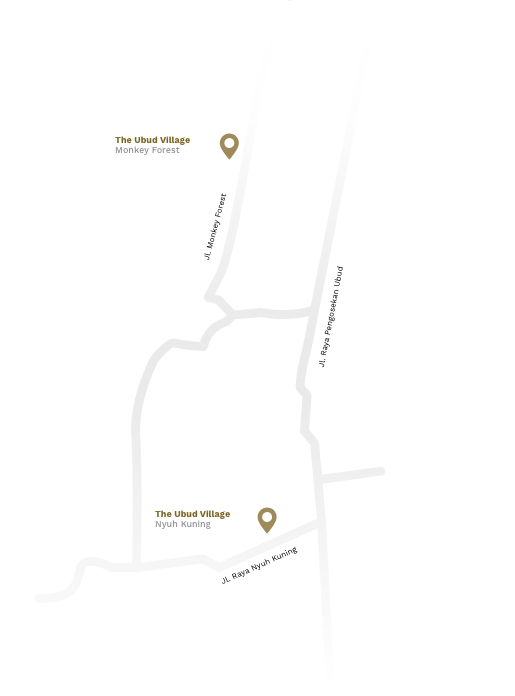 The Ubud Village
Monkey Forest
Jl. Monkey Forest
Jl. Raya Pengosekan Ubud
The Ubud Village
Nyuh Kuning
Jl. Raya Nyuh Kuning